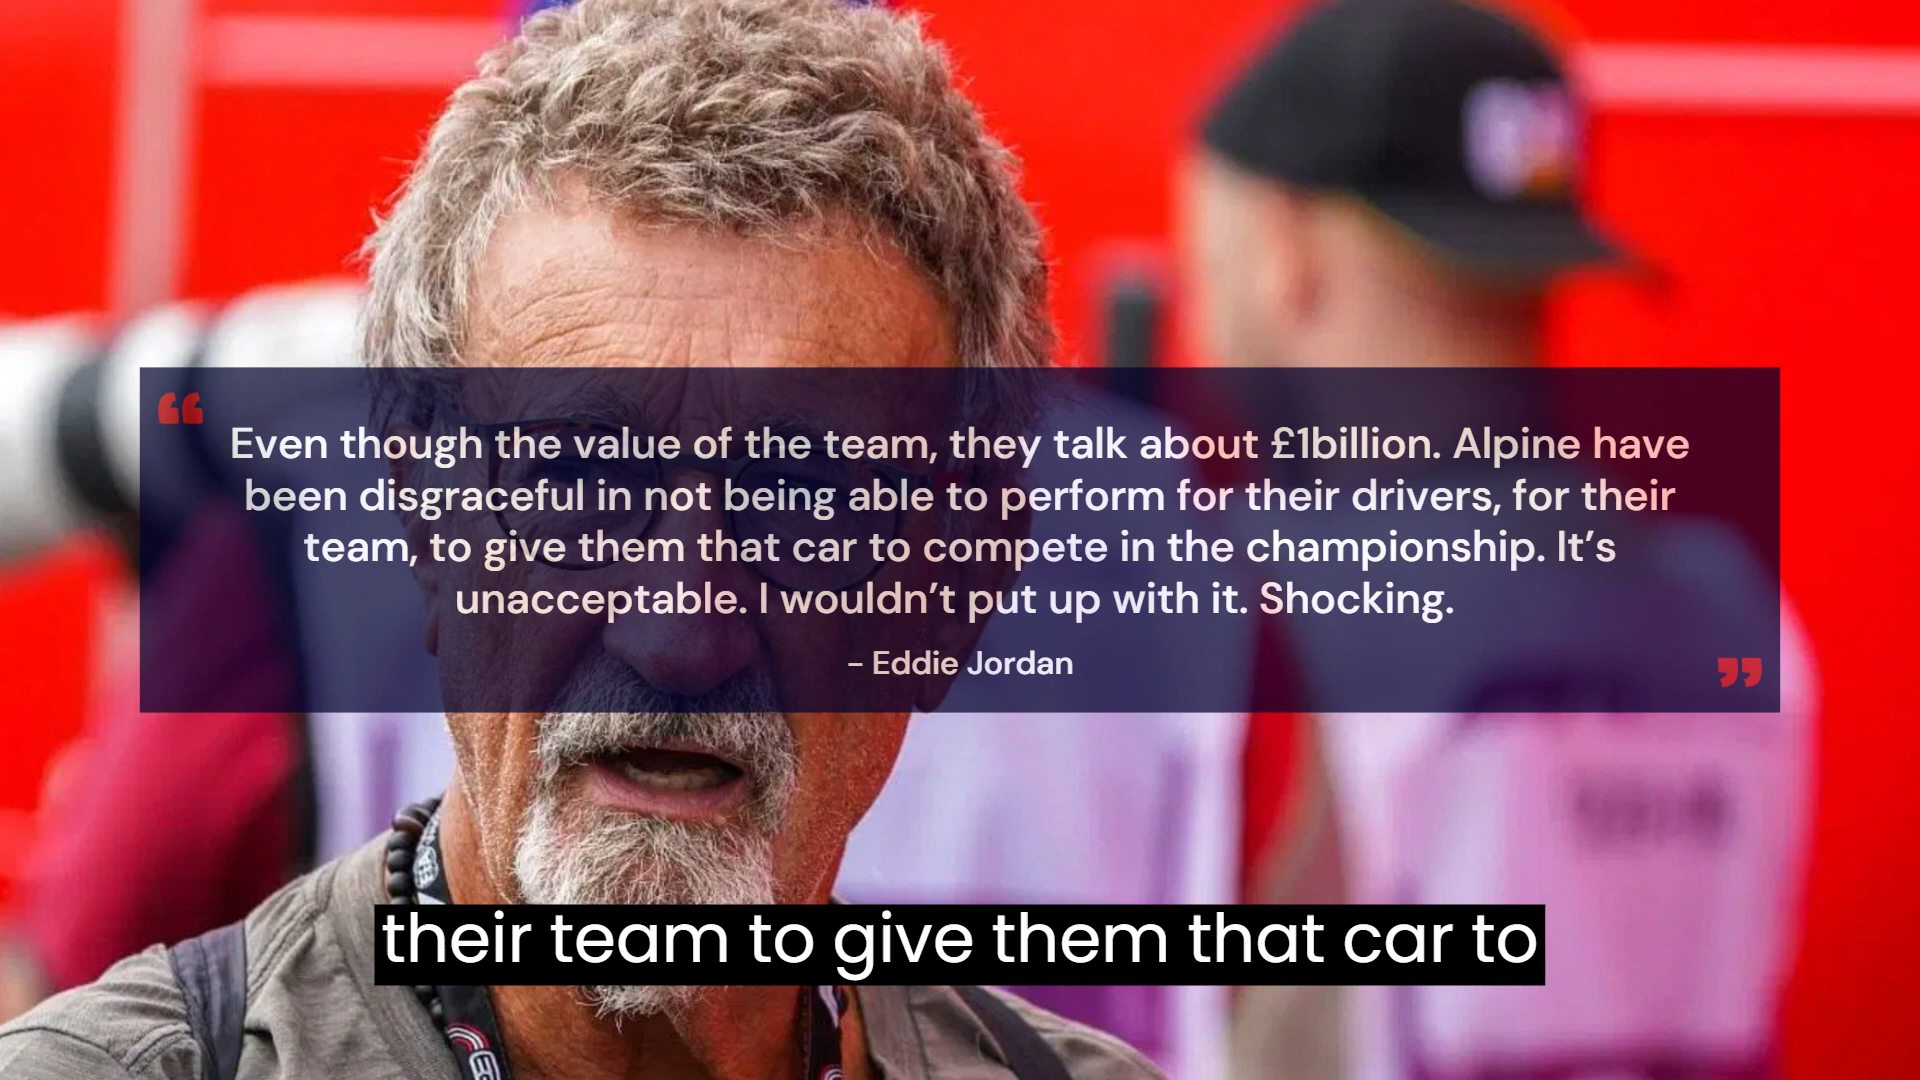 “
Even though the value of the team, they talk about £1billion. Alpine have
been disgraceful in not being able to perform for their drivers, for their
team, to give them that car to compete in the championship. It’s
unacceptable. I wouldn’t put up with it. Shocking.
– Eddie Jordan
”
their team to give them that car to